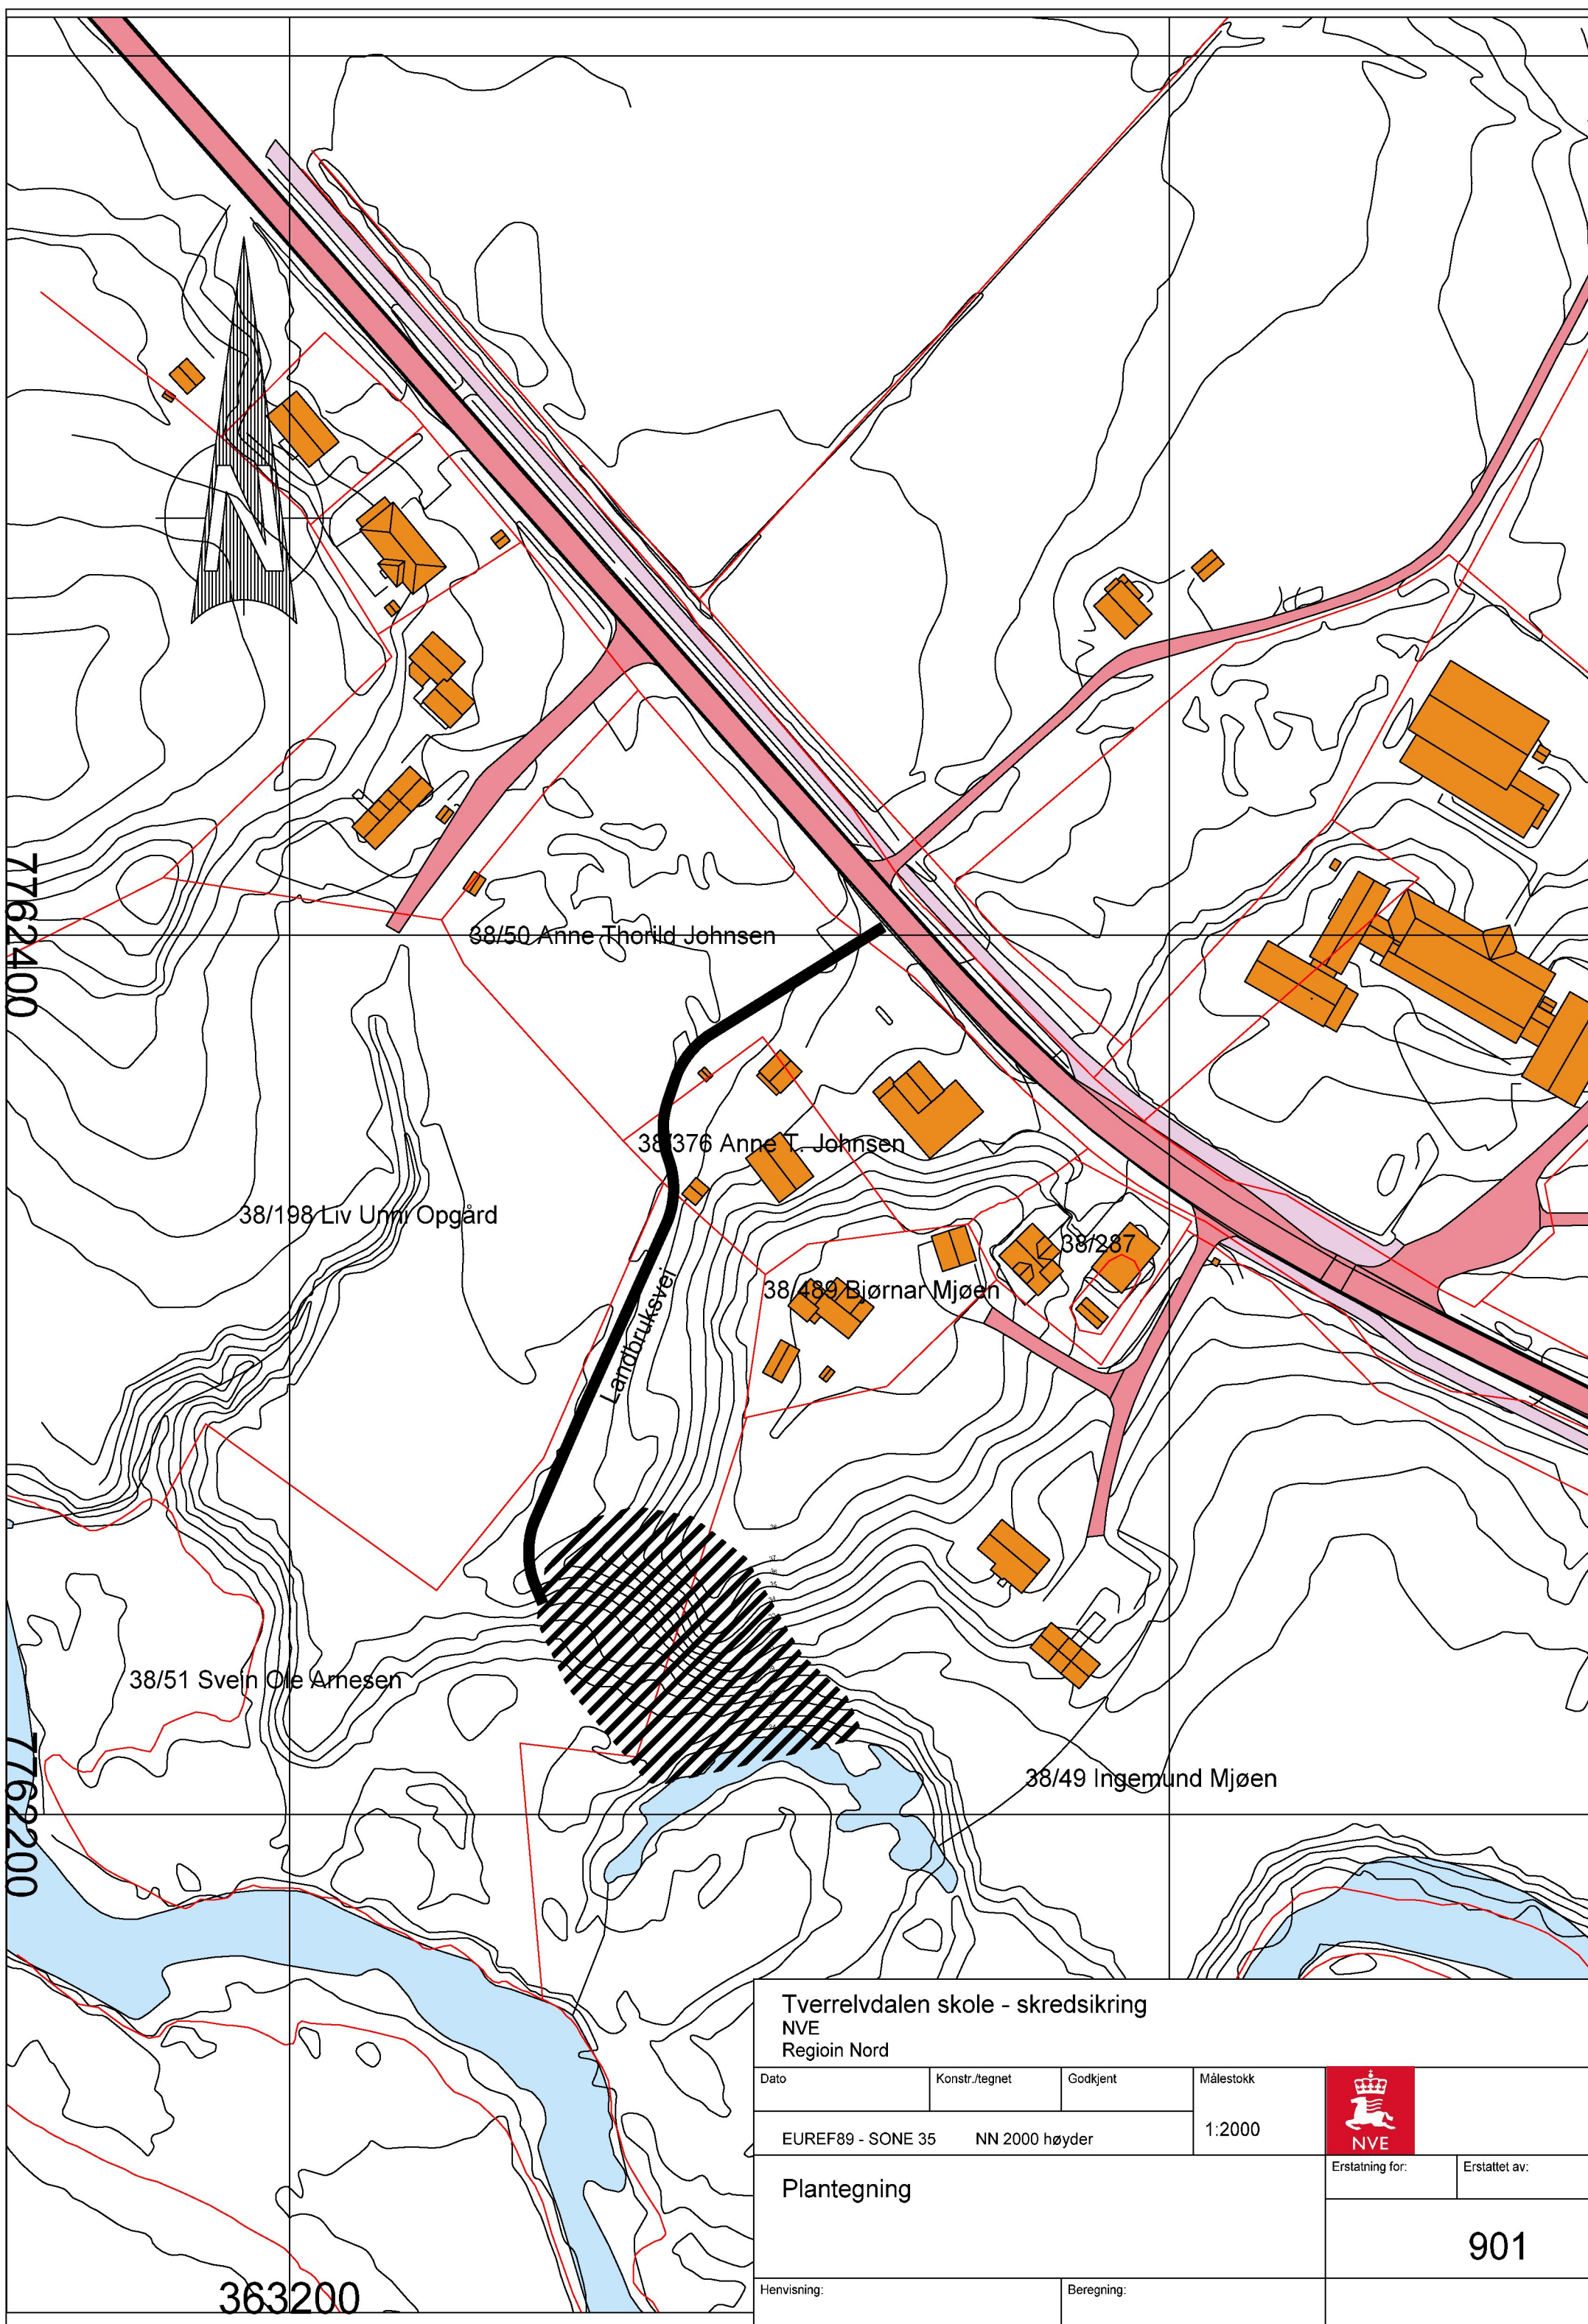 N
7762400
38/50 Anne Thorild Johnsen
38/376 Anne T. Johnsen
38/198 Liv Unni Opgård
38/287
38/489 Bjørnar Mjøen
Landbruksvei
38/51 Svein Ole Arnesen
38/49 Ingemund Mjøen
7762200
363200
Tverrelvdalen skole - skredsikring
NVE
Regioin Nord
Dato
Konstr./tegnet
Godkjent
Målestokk
EUREF89 - SONE 35 NN 2000 høyder
1:2000
NVE
Plantegning
Erstatning for:
Erstattet av:
901
Henvisning:
Beregning: